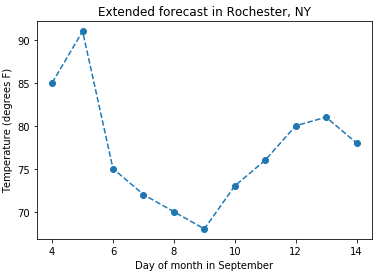 Extended forecast in Rochester, NY
Temperature (degrees F)
90
85
80
75
70
4 6 8 10 12 14
Day of month in September